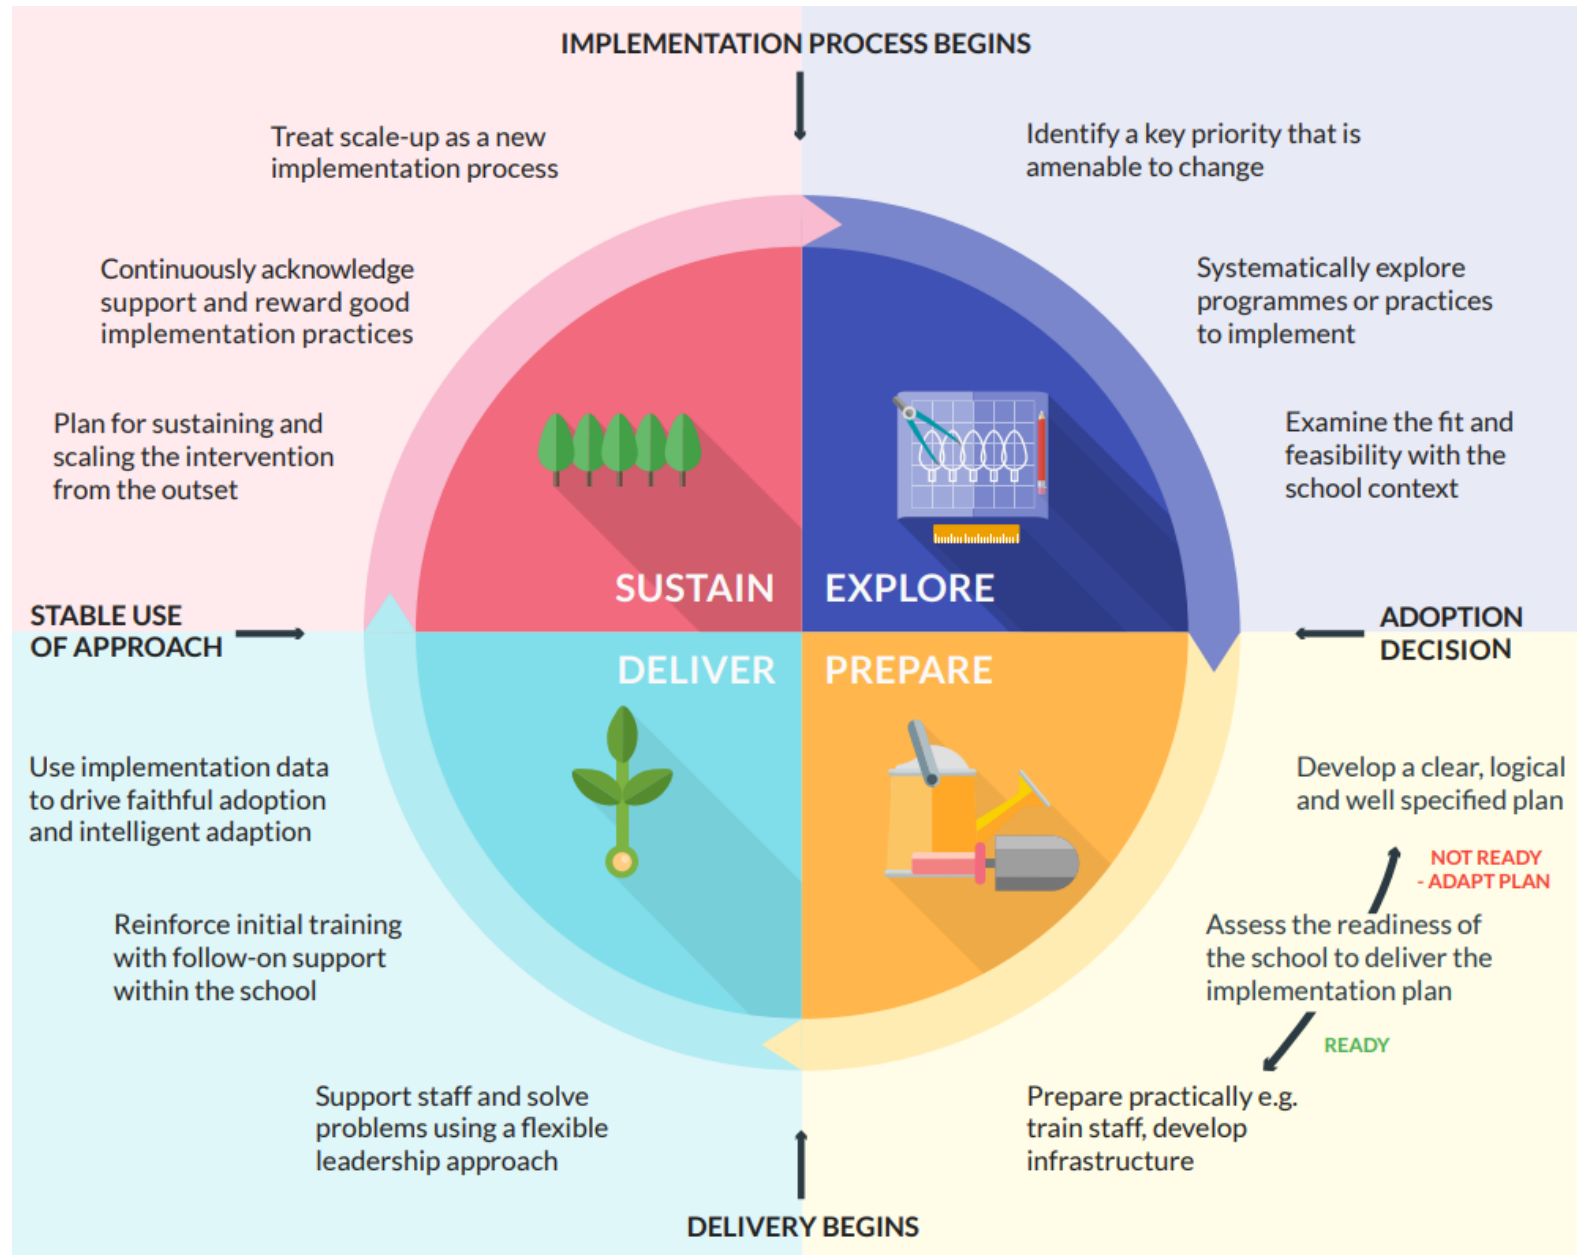 IMPLEMENTATION PROCESS BEGINS
Identify a key priority that is
amenable to change
Systematically explore
programmes or practices
to implement
Examine the fit and
feasibility with the
school context
EXPLORE
ADOPTION
DECISION
PREPARE
Develop a clear, logical
and well specified plan
NOT READY
- ADAPT PLAN
Assess the readiness of
the school to deliver the
implementation plan
READY
Prepare practically e.g.
train staff, develop
infrastructure
DELIVERY BEGINS
DELIVER
Support staff and solve
problems using a flexible
leadership approach
Reinforce initial training
with follow-on support
within the school
Use implementation data
to drive faithful adoption
and intelligent adaption
STABLE USE
OF APPROACH
SUSTAIN
Plan for sustaining and
scaling the intervention
from the outset
Continuously acknowledge
support and reward good
implementation practices
Treat scale-up as a new
implementation process